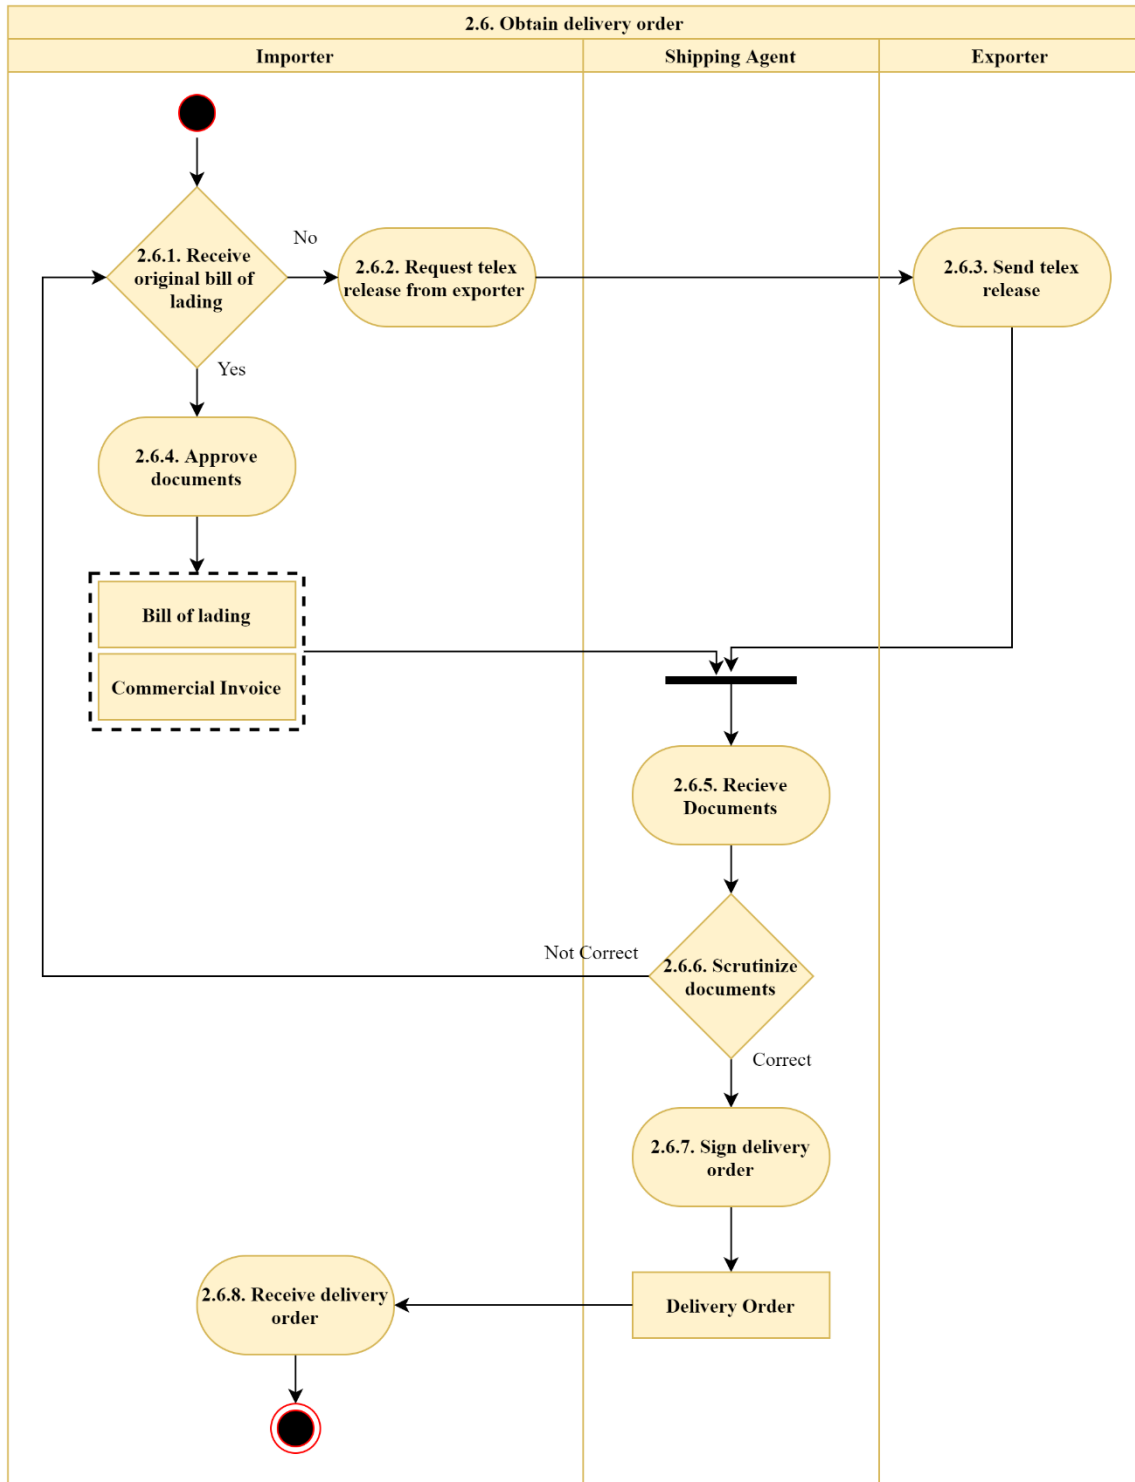 2.6. Obtain delivery order
Importer
Shipping Agent
Exporter
2.6.1. Receive
original bill of
lading
No
2.6.2. Request telex
release from exporter
2.6.3. Send telex
release
Yes
2.6.4. Approve
documents
Bill of lading
Commercial Invoice
2.6.5. Recieve
Documents
Not Correct
2.6.6. Scrutinize
documents
Correct
2.6.7. Sign delivery
order
2.6.8. Receive delivery
order
Delivery Order